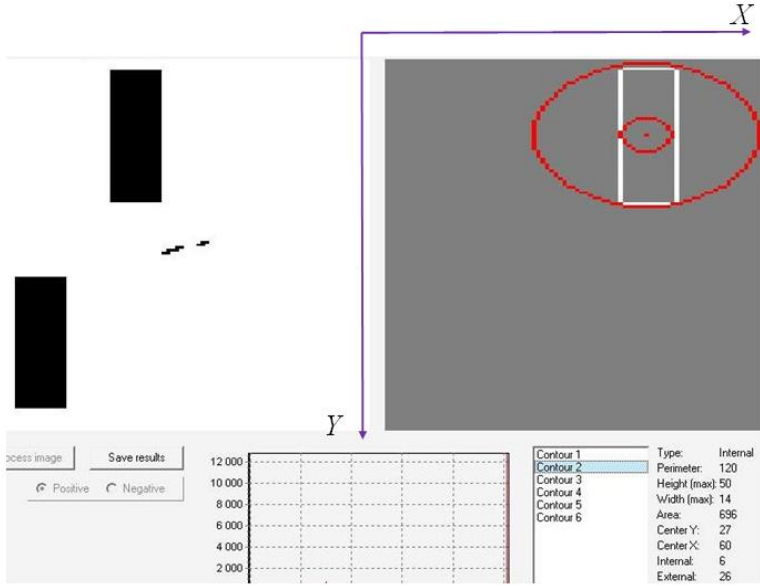 X
Y
ocess image
Save results
Positive
Negative
12 000
10 000
8 000
6 000
4 000
2 000
Contour 1
Contour 2
Contour 3
Contour 4
Contour 5
Contour 6
Type: Internal
Perimeter: 120
Height (max): 50
Width (max): 14
Area: 696
Center Y: 27
Center X: 60
Internal: 6
External: 26